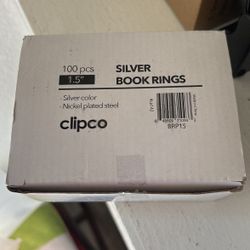 100 pcs
1.5"
SILVER
BOOK RINGS
- Silver color
- Nickel plated steel
clipco
BRP15